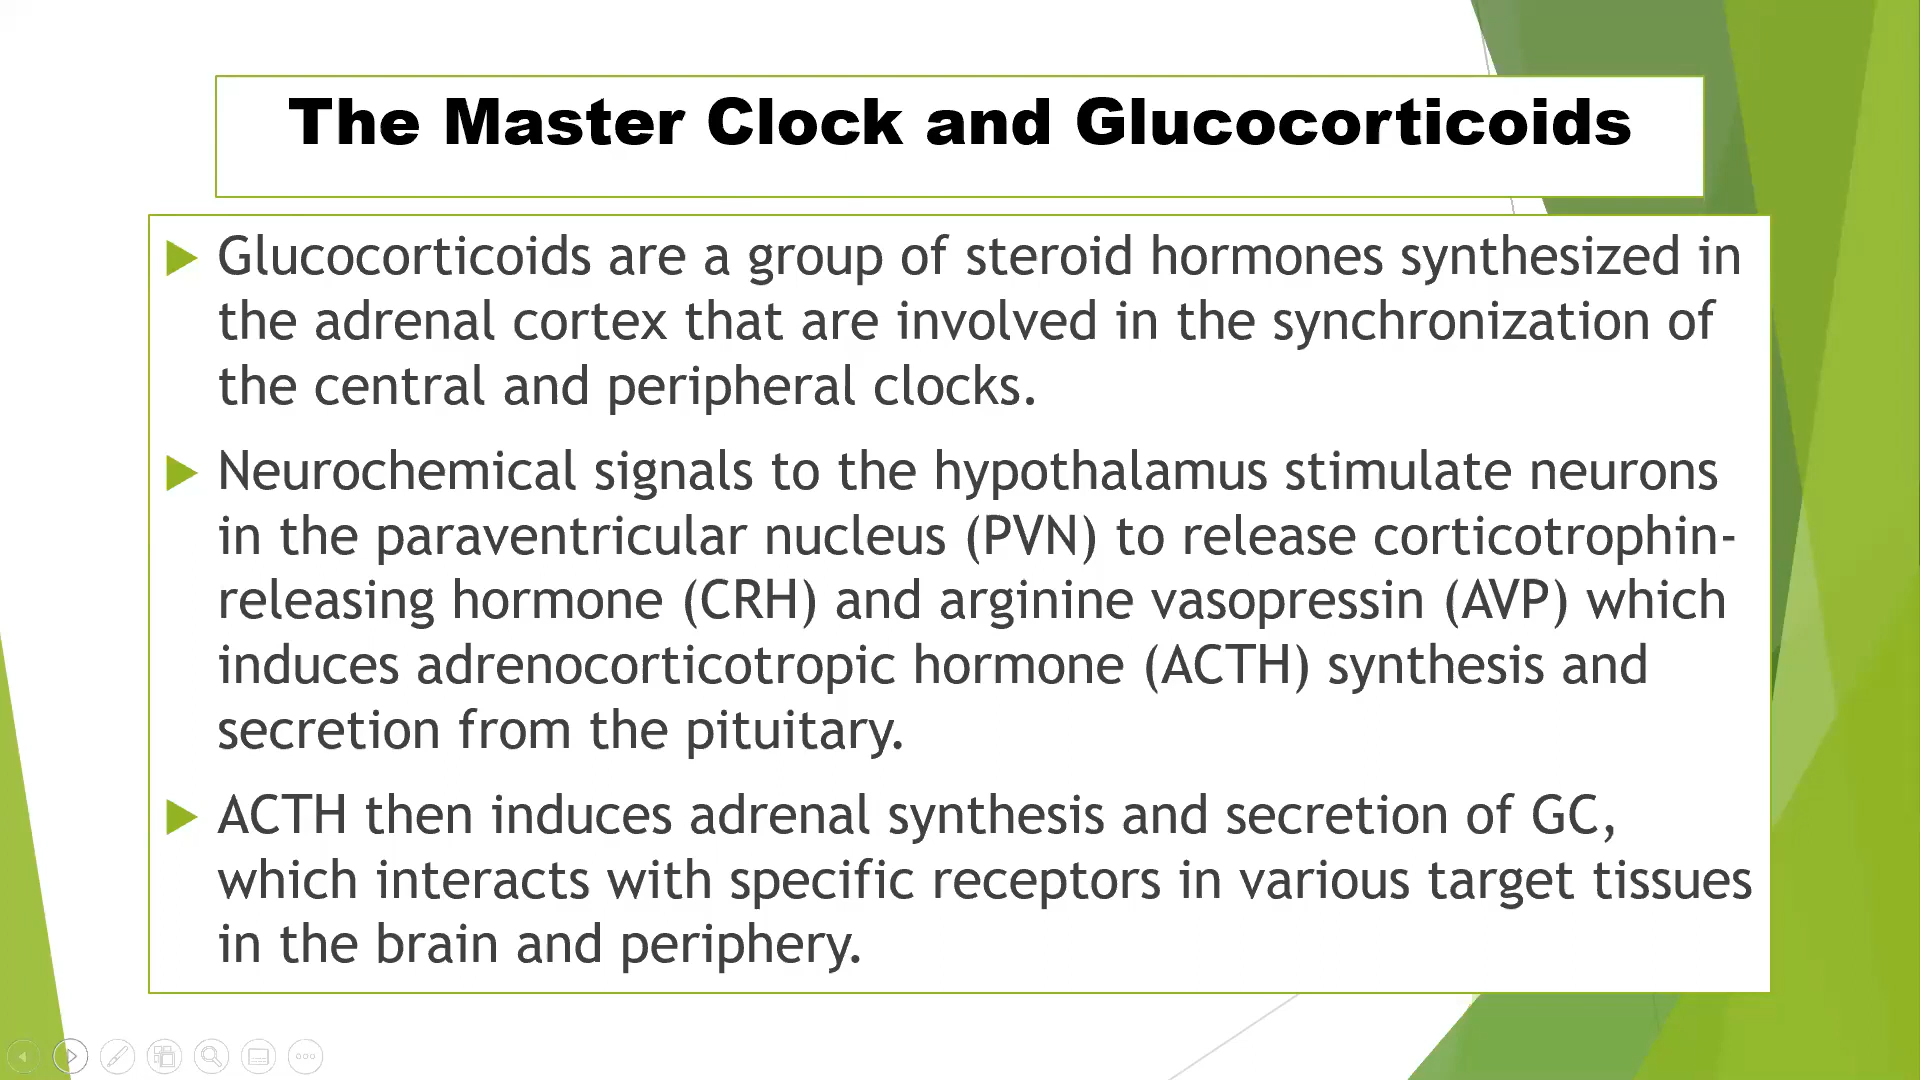 The Master Clock and Glucocorticoids
Glucocorticoids are a group of steroid hormones synthesized in
the adrenal cortex that are involved in the synchronization of
the central and peripheral clocks.
Neurochemical signals to the hypothalamus stimulate neurons
in the paraventricular nucleus (PVN) to release corticotrophin-
releasing hormone (CRH) and arginine vasopressin (AVP) which
induces adrenocorticotropic hormone (ACTH) synthesis and
secretion from the pituitary.
ACTH then induces adrenal synthesis and secretion of GC,
which interacts with specific receptors in various target tissues
in the brain and periphery.